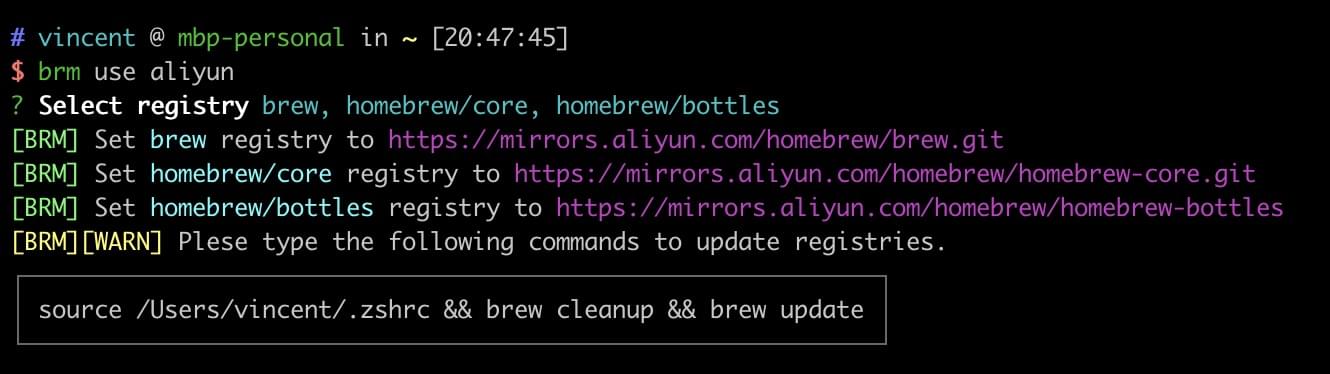 # vincent @ mbp-personal in ~ [20:47:45]
$ brm use aliyun
? Select registry brew, homebrew/core, homebrew/bottles
[BRM] Set brew registry to https://mirrors.aliyun.com/homebrew/brew.git
[BRM] Set homebrew/core registry to https://mirrors.aliyun.com/homebrew/homebrew-core.git
[BRM] Set homebrew/bottles registry to https://mirrors.aliyun.com/homebrew/homebrew-bottles
[BRM][WARN] Plese type the following commands to update registries.
source /Users/vincent/.zshrc && brew cleanup && brew update